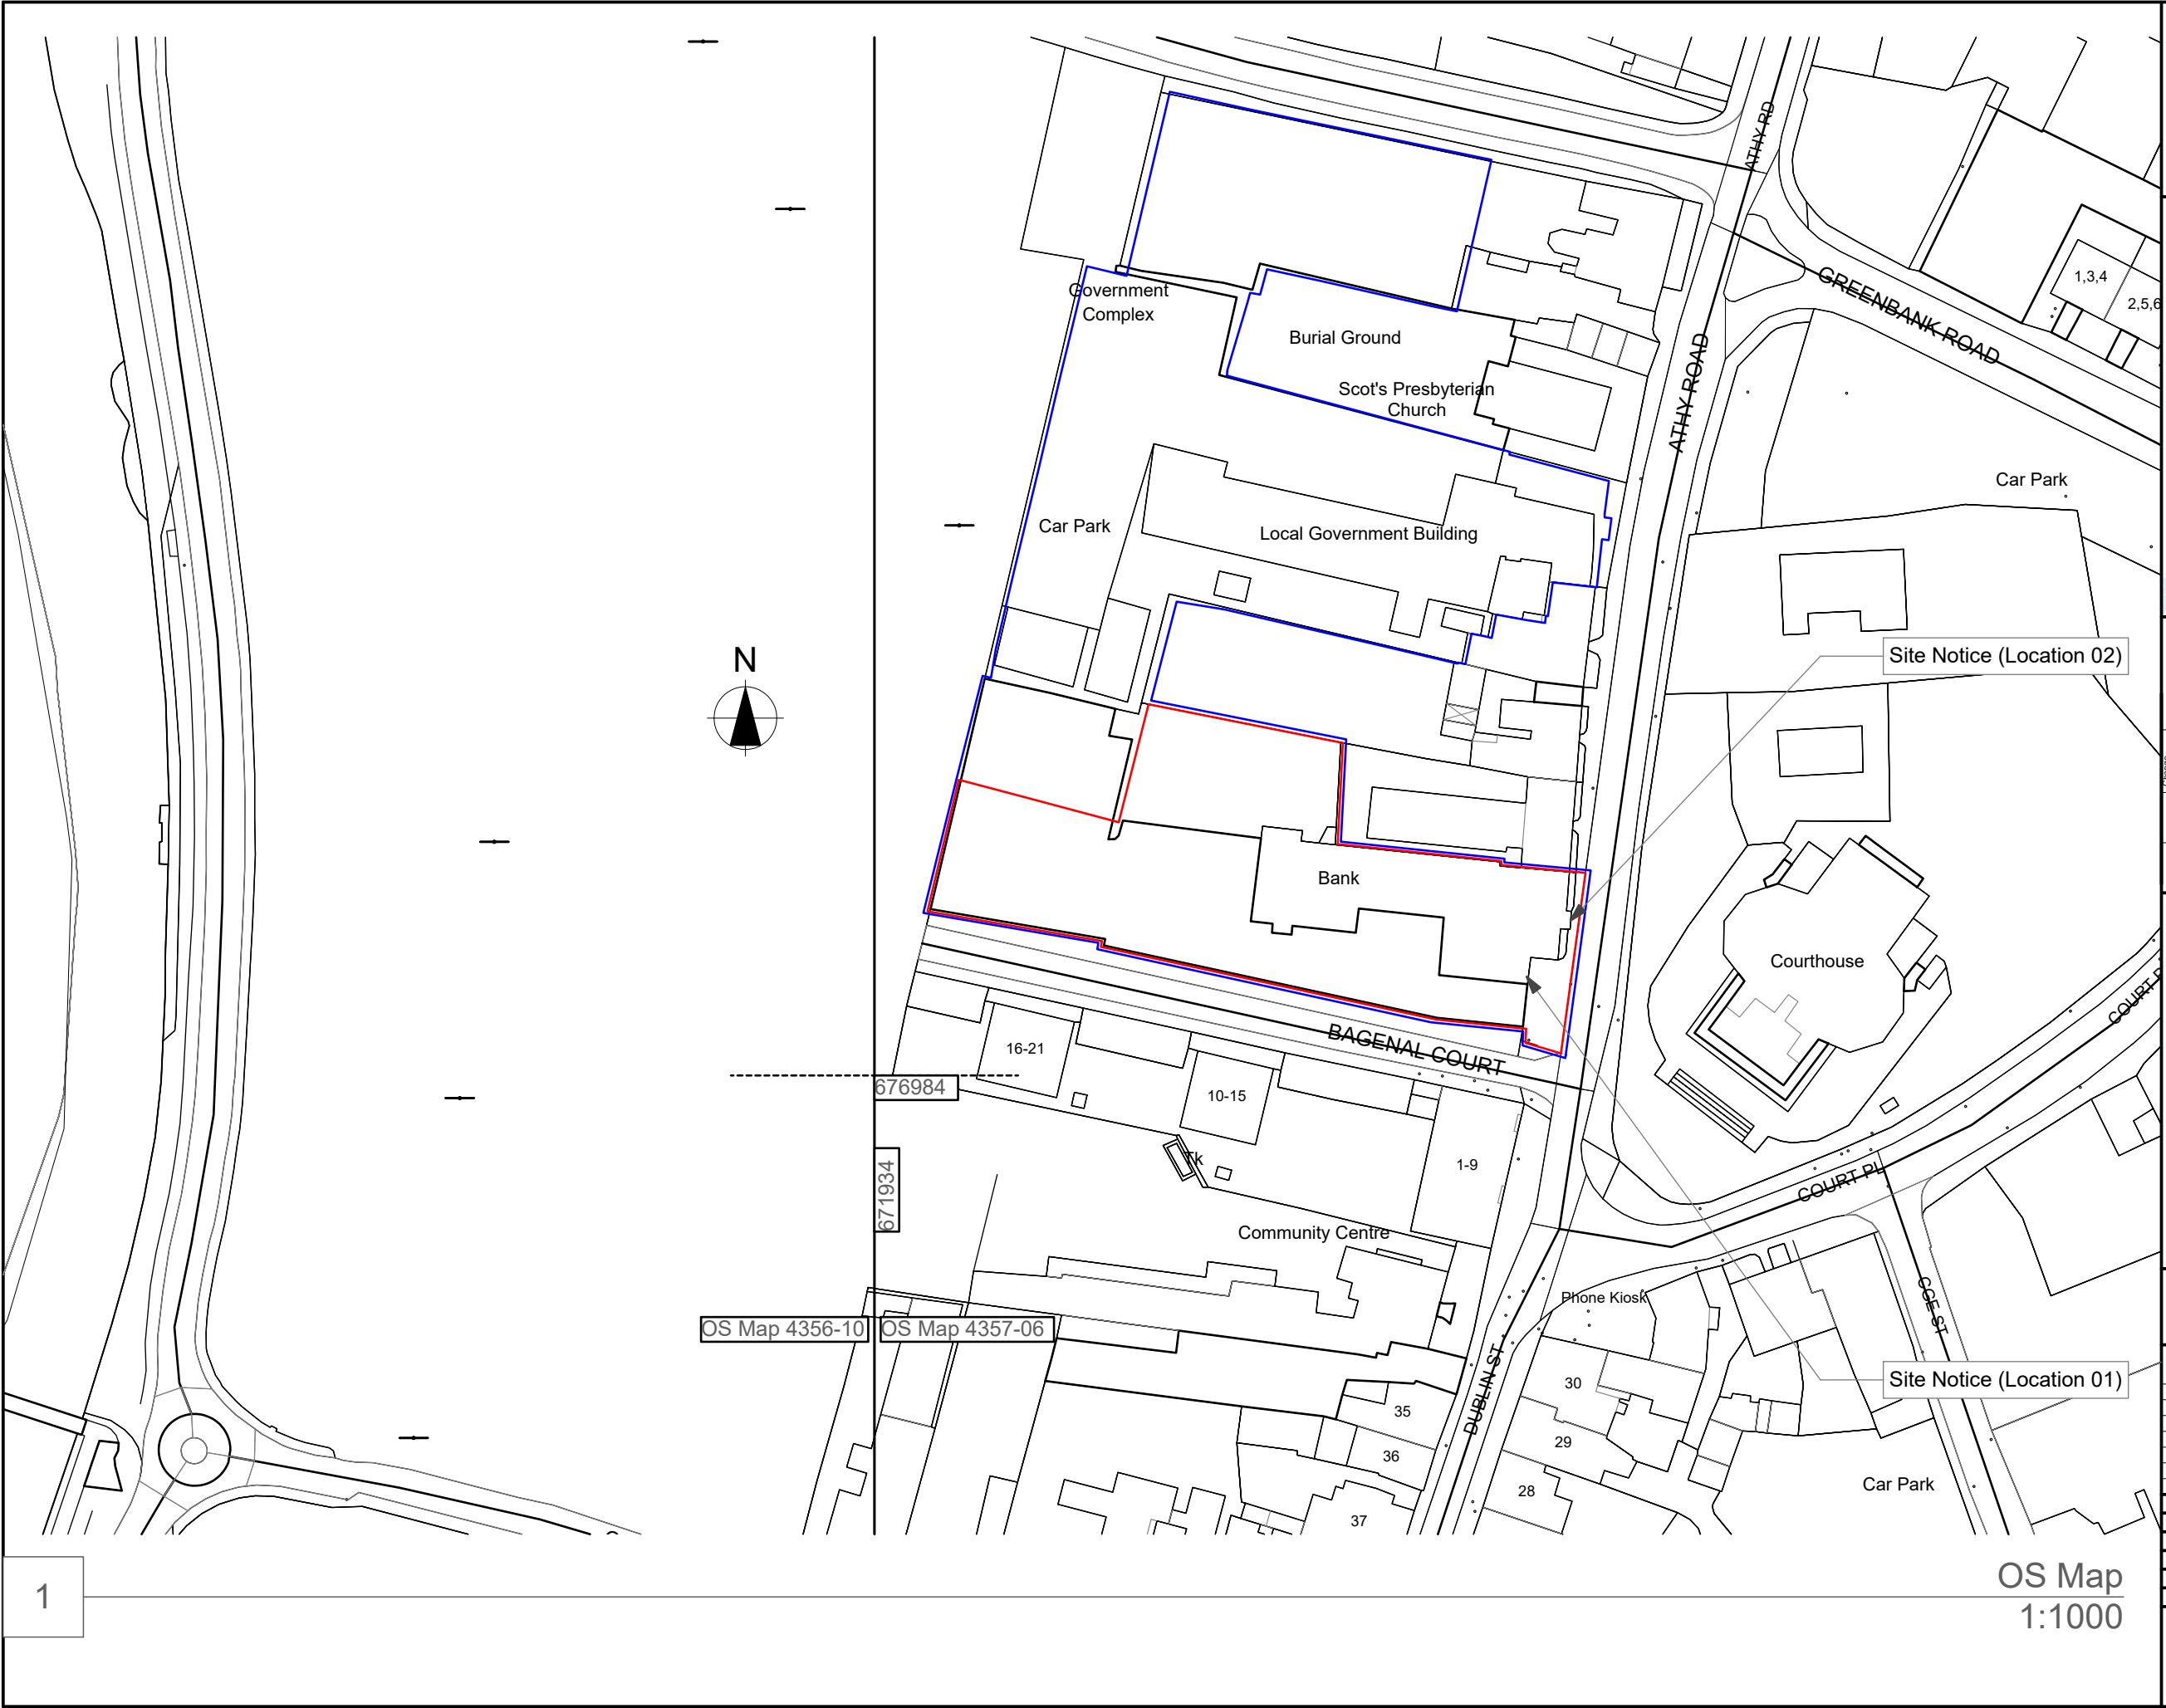 ATHY RD
1,3,4
2,5,6
GREENBANK ROAD
Government
Complex
Burial Ground
Scot's Presbyterian
Church
ATHY ROAD
Car Park
Car Park
Local Government Building
N
Site Notice (Location 02)
Bank
Courthouse
BAGENAL COURT
16-21
676984
10-15
Tk
1-9
671934
COURT PL
Community Centre
Phone Kiosk
OS Map 4356-10
OS Map 4357-06
DUBLIN ST
30
Site Notice (Location 01)
35
29
36
28
Car Park
37
1
OS Map
1:1000